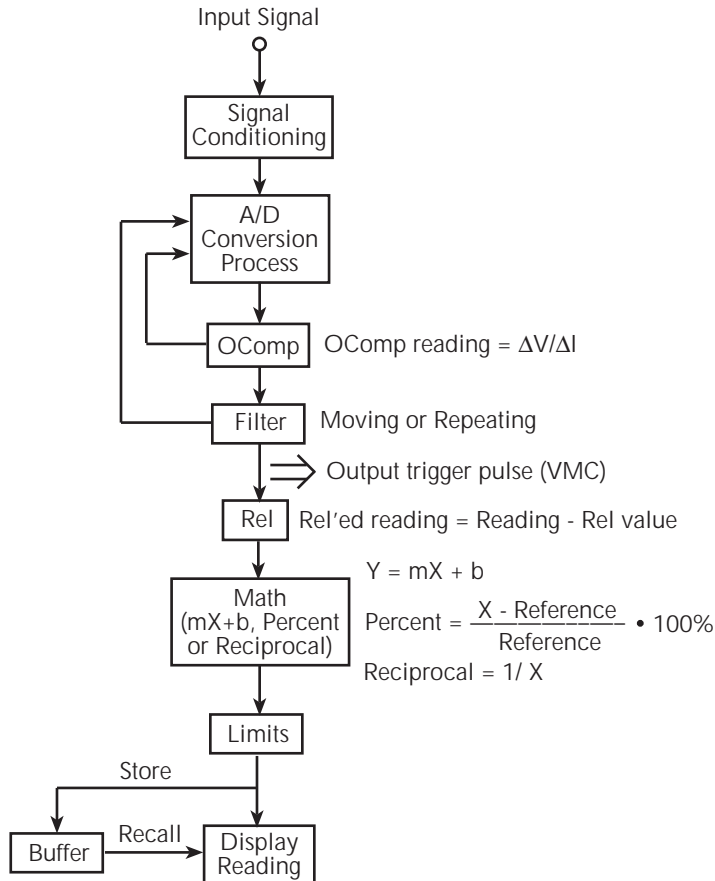 Input Signal
Signal
Conditioning
A/D
Conversion
Process
OComp
OComp reading = ΔV/ΔI
Filter
Moving or Repeating
Output trigger pulse (VMC)
Rel
Rel'ed reading = Reading - Rel value
Math
(mX+b, Percent
or Reciprocal)
Y = mX + b
Percent = X - Reference / Reference • 100%
Reciprocal = 1/ X
Limits
Store
Buffer
Recall
Display
Reading